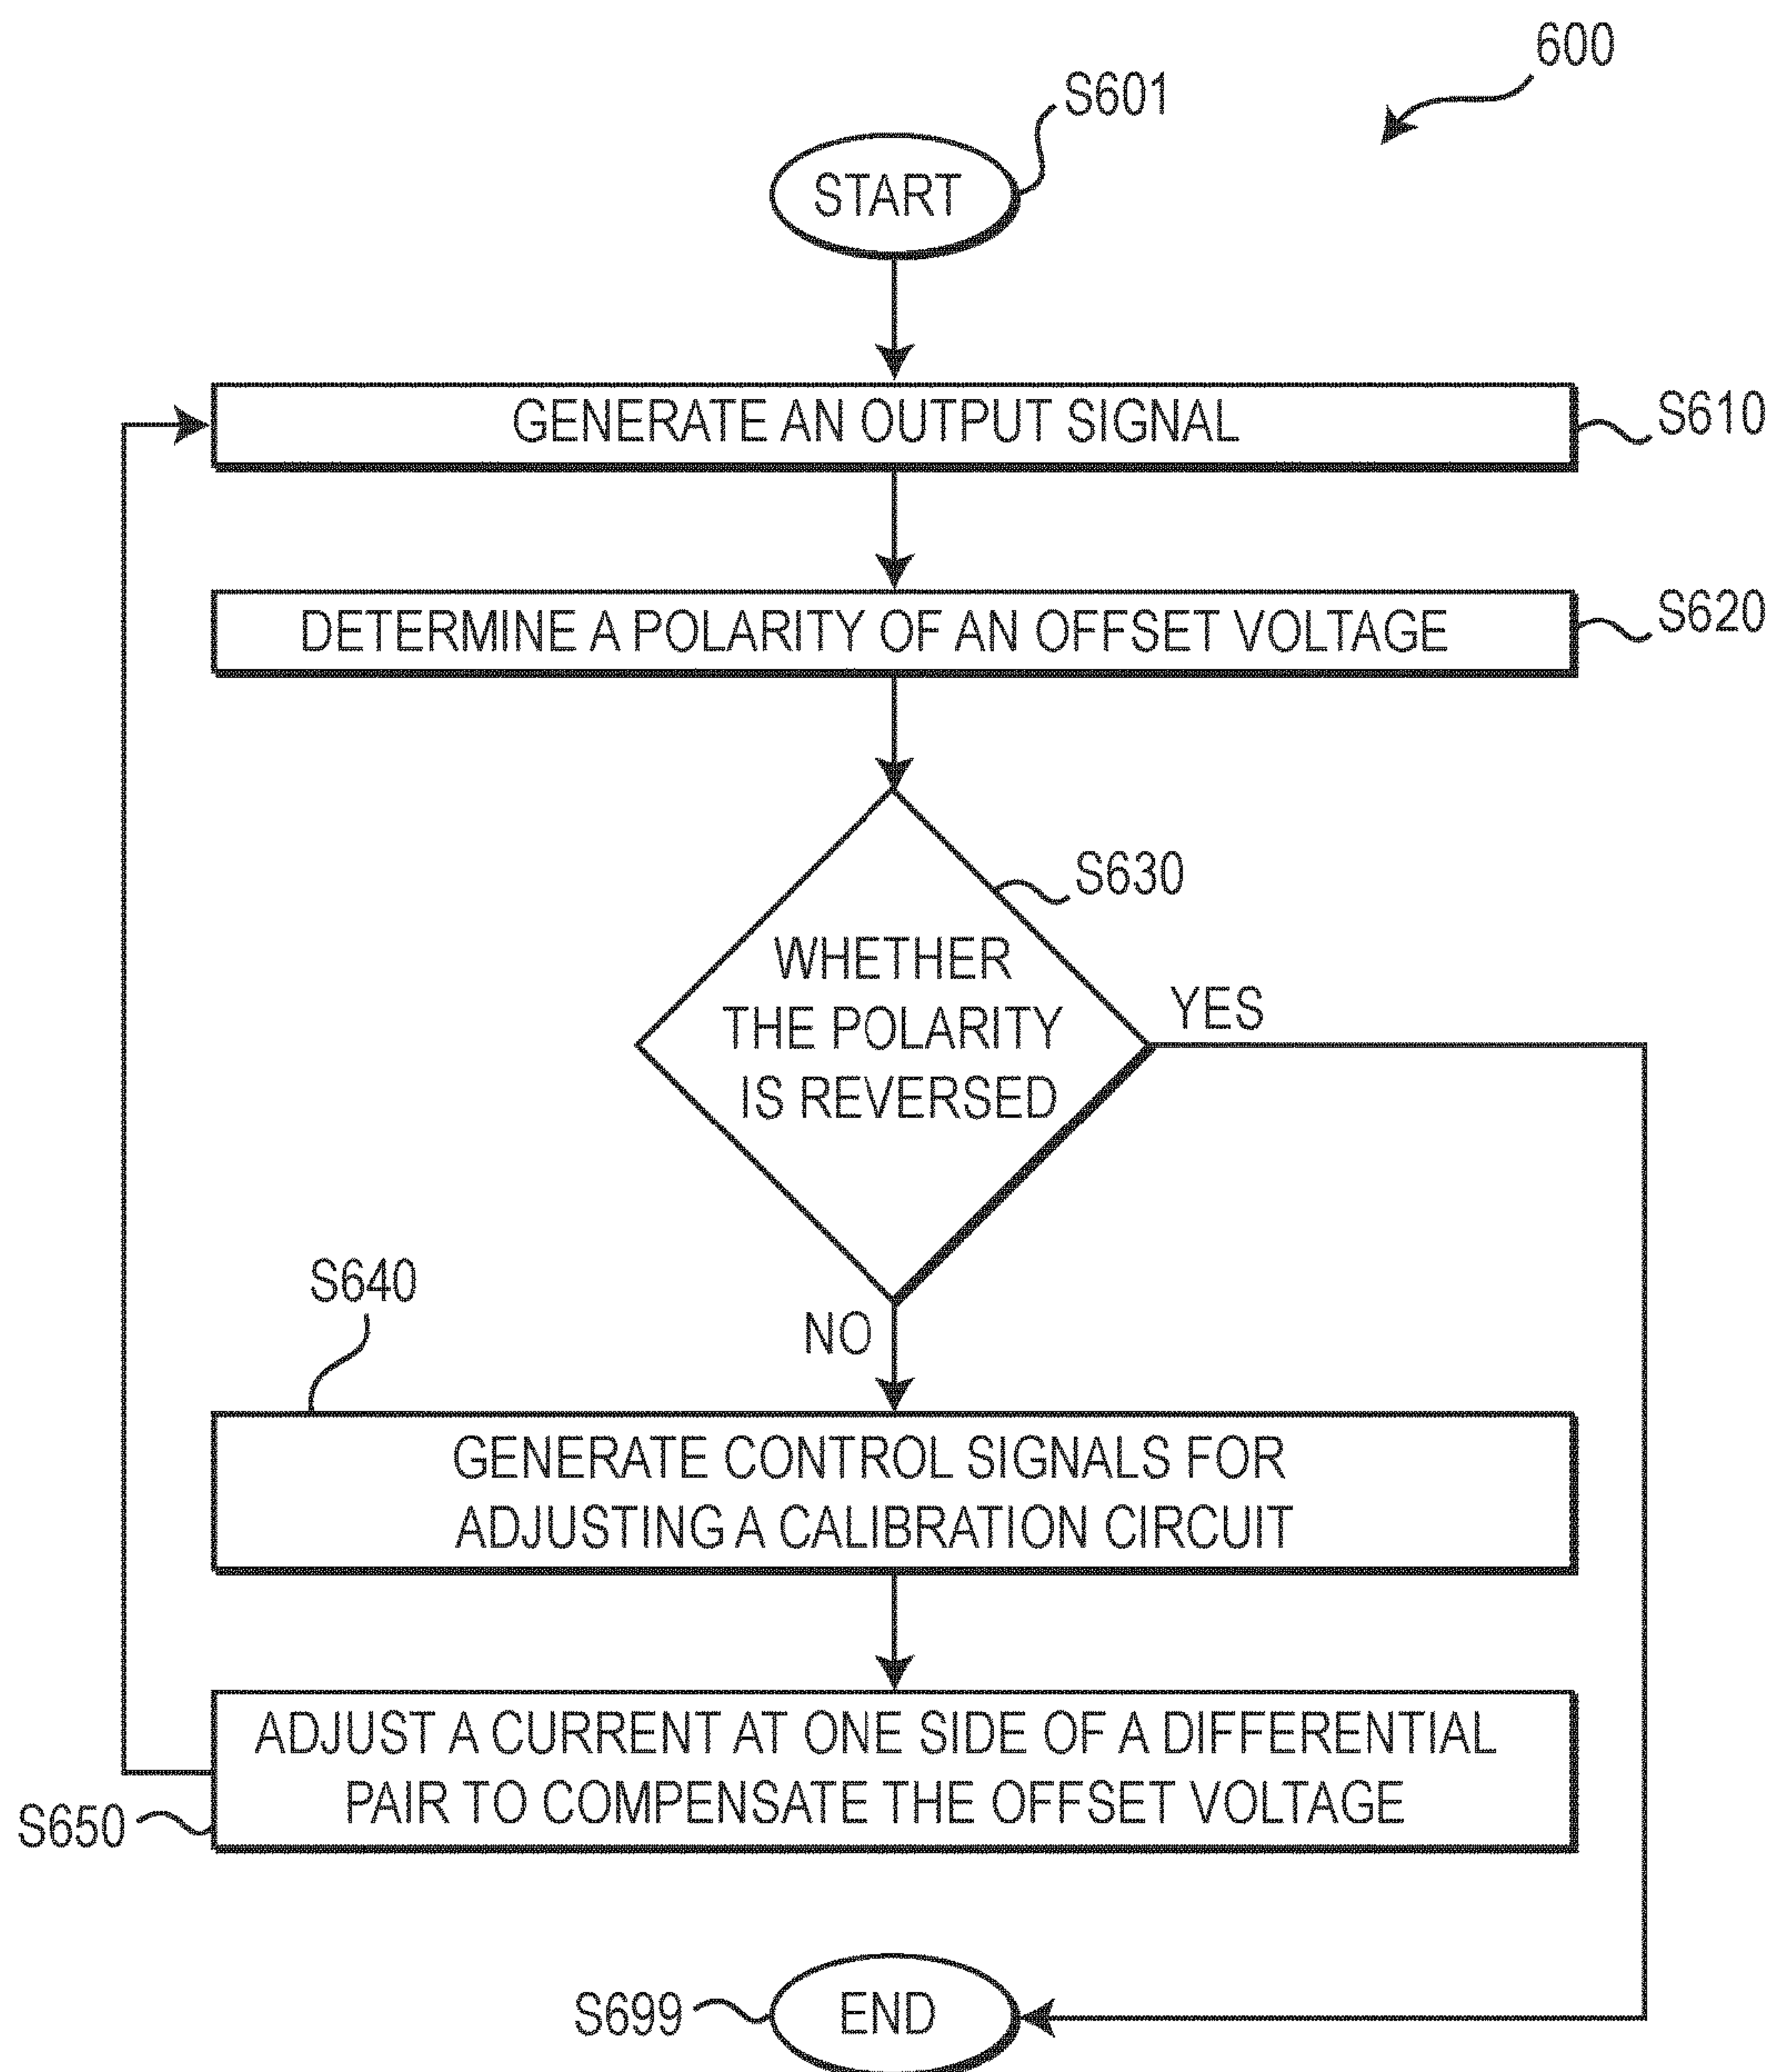 600
S601
START
GENERATE AN OUTPUT SIGNAL
S610
DETERMINE A POLARITY OF AN OFFSET VOLTAGE
S620
S630
WHETHER
THE POLARITY
IS REVERSED
YES
NO
S640
GENERATE CONTROL SIGNALS FOR
ADJUSTING A CALIBRATION CIRCUIT
ADJUST A CURRENT AT ONE SIDE OF A DIFFERENTIAL
PAIR TO COMPENSATE THE OFFSET VOLTAGE
S650
S699
END